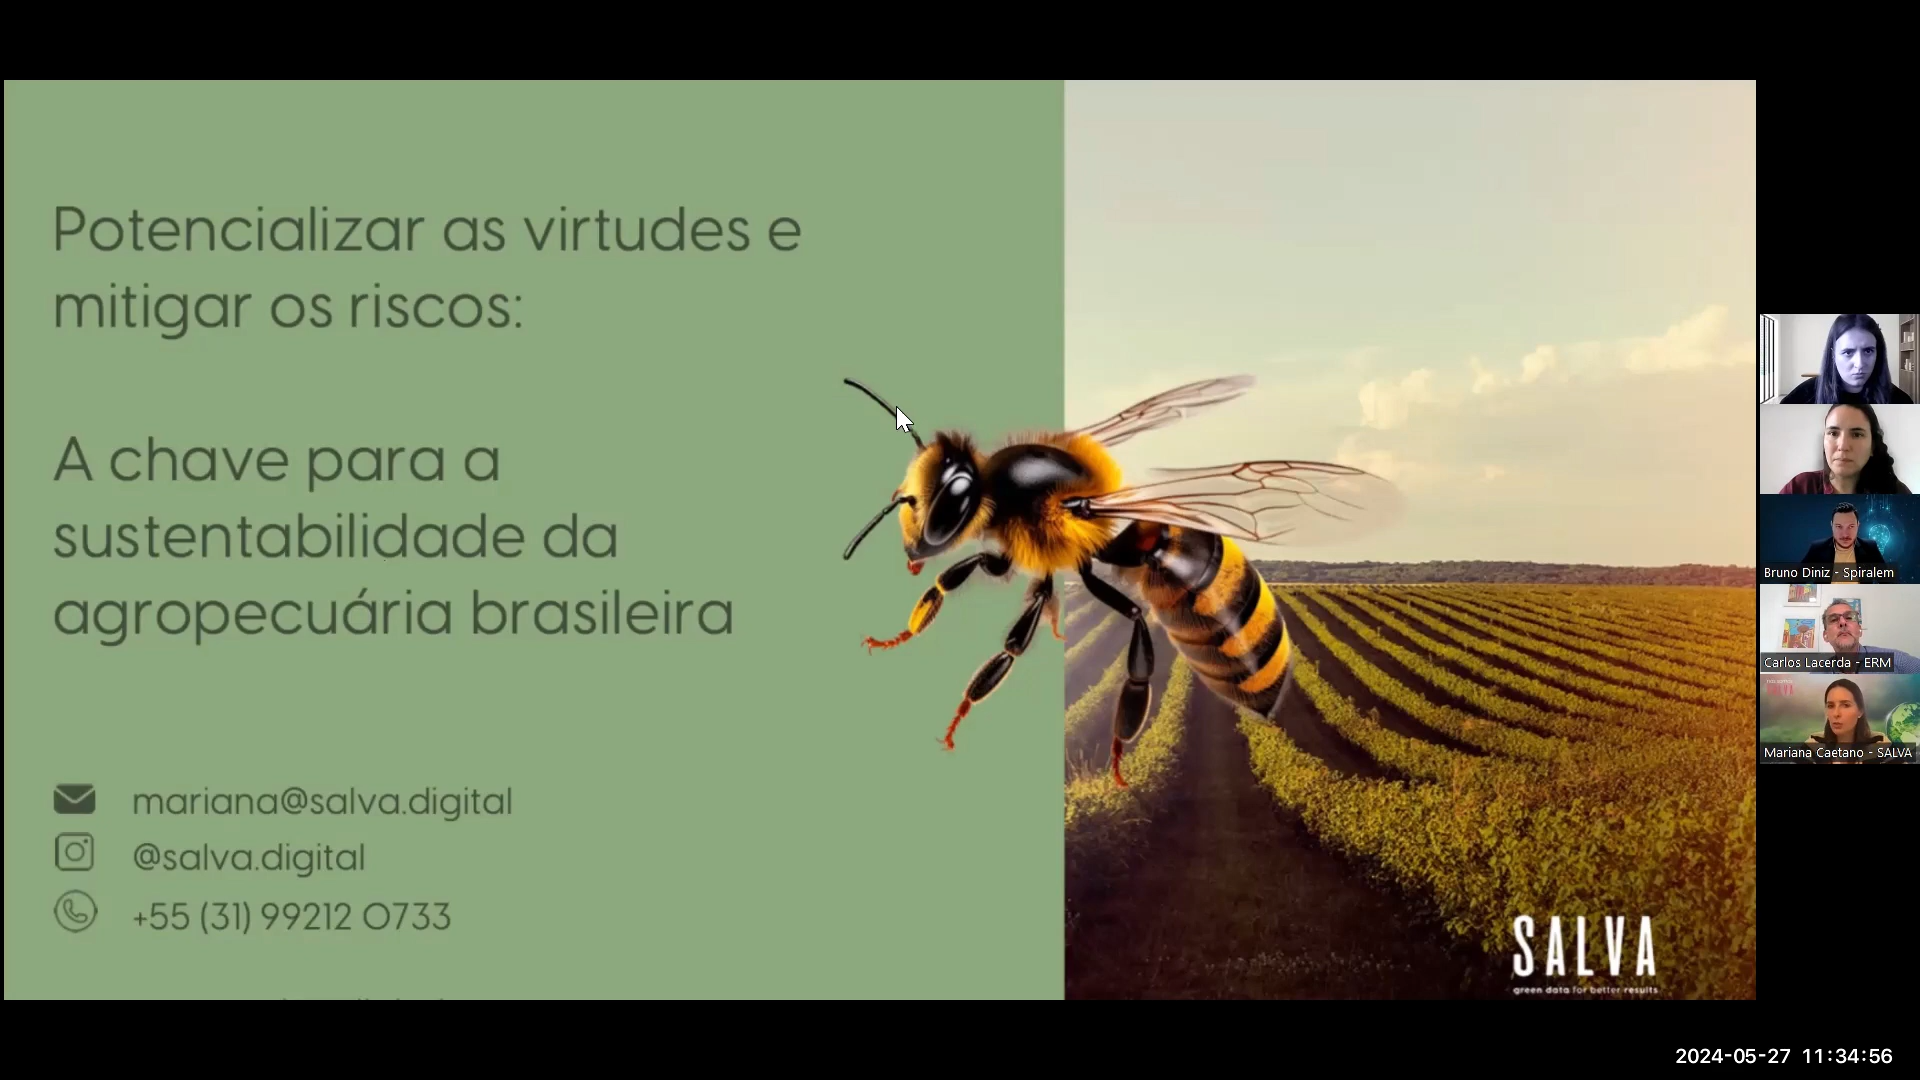 Potencializar as virtudes e
mitigar os riscos:
A chave para a
sustentabilidade da
agropecuária brasileira
mariana@salva.digital
@salva.digital
+55 (31) 99212 0733
SALVA
green data for better results
Bruno Diniz - Spiralem
Carlos Lacerda - ERM
SALVA
Mariana Caetano - SALVA
2024-05-27 11:34:56